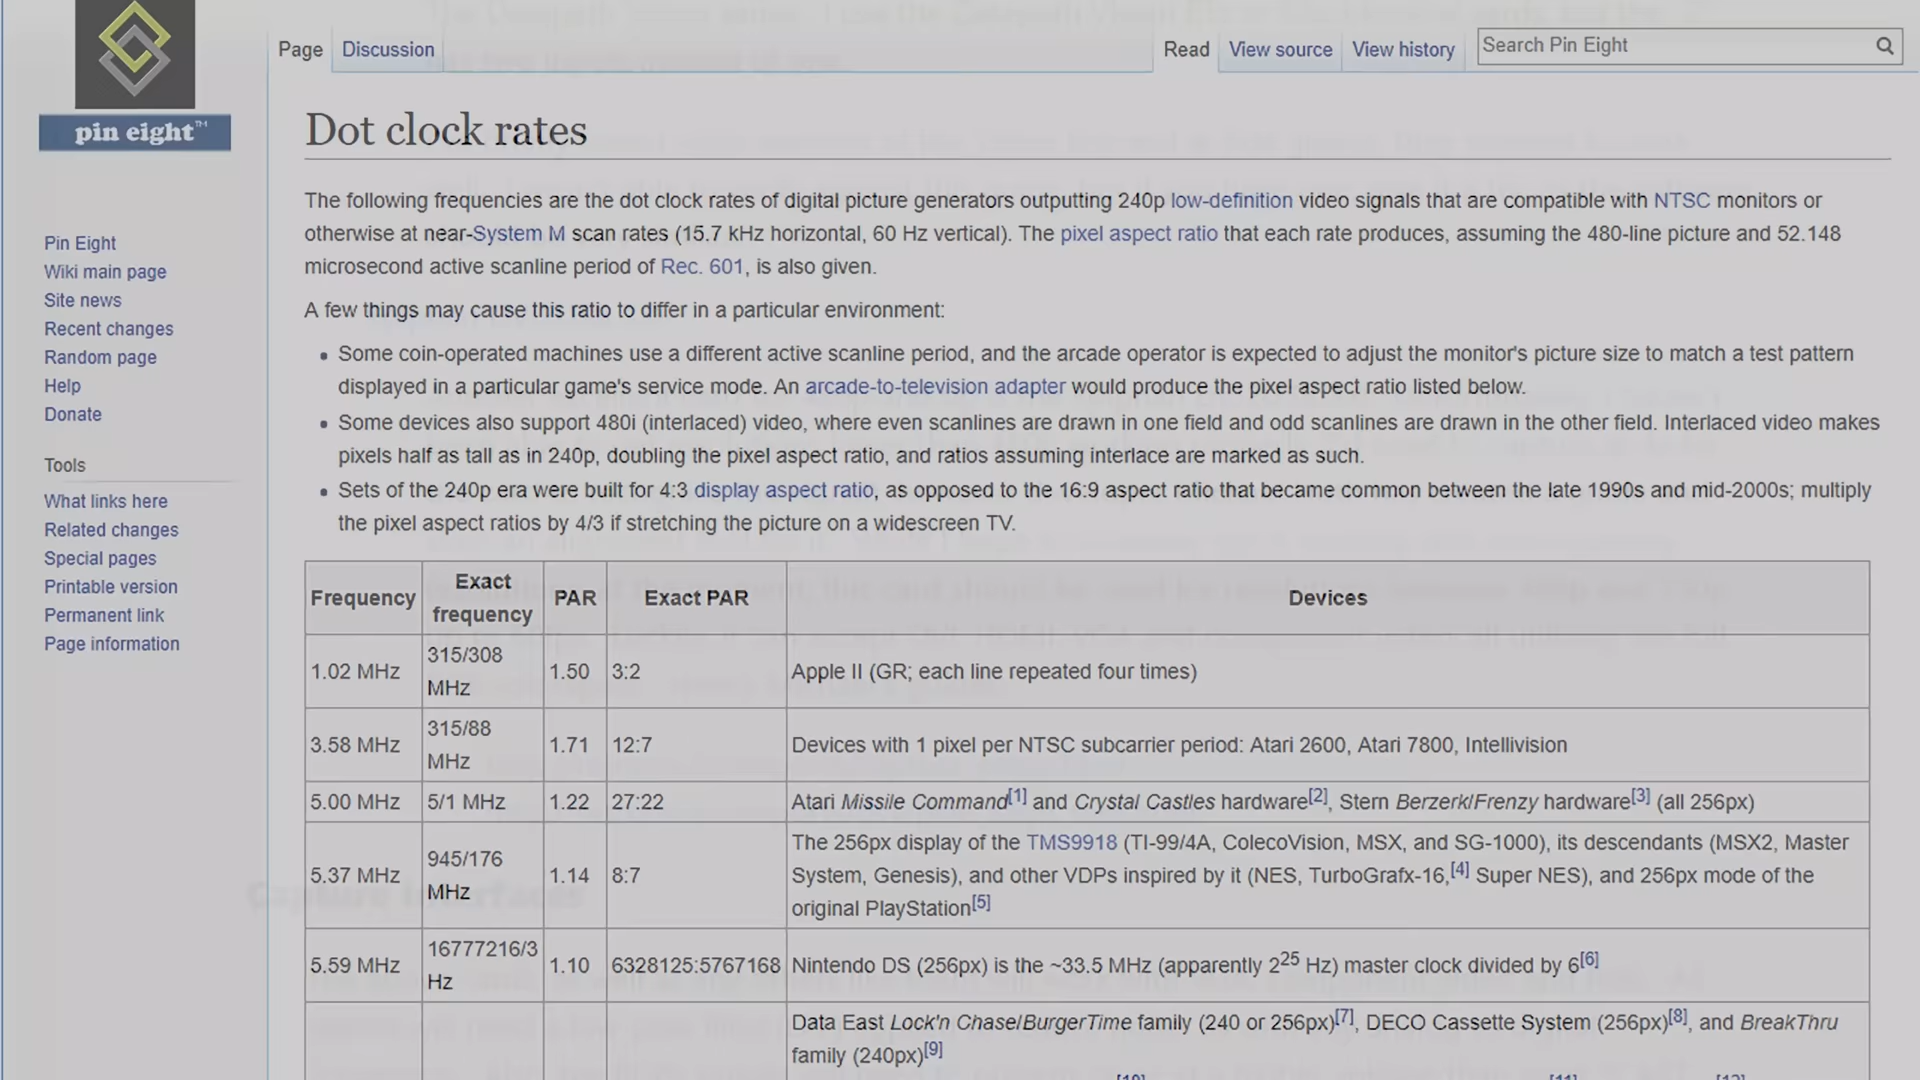 Page
Discussion
Read
View source
View history
Search Pin Eight
pin eight™
Dot clock rates
The following frequencies are the dot clock rates of digital picture generators outputting 240p low-definition video signals that are compatible with NTSC monitors or
otherwise at near-System M scan rates (15.7 kHz horizontal, 60 Hz vertical). The pixel aspect ratio that each rate produces, assuming the 480-line picture and 52.148
microsecond active scanline period of Rec. 601, is also given.
A few things may cause this ratio to differ in a particular environment:
Some coin-operated machines use a different active scanline period, and the arcade operator is expected to adjust the monitor's picture size to match a test pattern
displayed in a particular game's service mode. An arcade-to-television adapter would produce the pixel aspect ratio listed below.
Some devices also support 480i (interlaced) video, where even scanlines are drawn in one field and odd scanlines are drawn in the other field. Interlaced video makes
pixels half as tall as in 240p, doubling the pixel aspect ratio, and ratios assuming interlace are marked as such.
Sets of the 240p era were built for 4:3 display aspect ratio, as opposed to the 16:9 aspect ratio that became common between the late 1990s and mid-2000s; multiply
the pixel aspect ratios by 4/3 if stretching the picture on a widescreen TV.
Pin Eight
Wiki main page
Site news
Recent changes
Random page
Help
Donate
Tools
What links here
Related changes
Special pages
Printable version
Permanent link
Page information
Frequency
Exact
frequency
PAR
Exact PAR
Devices
1.02 MHz
315/308
MHz
1.50
3:2
Apple II (GR; each line repeated four times)
3.58 MHz
315/88
MHz
1.71
12:7
Devices with 1 pixel per NTSC subcarrier period: Atari 2600, Atari 7800, Intellivision
5.00 MHz
5/1 MHz
1.22
27:22
Atari Missile Command[1] and Crystal Castles hardware[2], Stern Berzerk/Frenzy hardware[3] (all 256px)
5.37 MHz
945/176
MHz
1.14
8:7
The 256px display of the TMS9918 (TI-99/4A, ColecoVision, MSX, and SG-1000), its descendants (MSX2, Master
System, Genesis), and other VDPs inspired by it (NES, TurboGrafx-16,[4] Super NES), and 256px mode of the
original PlayStation[5]
5.59 MHz
16777216/3
Hz
1.10
6328125:5767168
Nintendo DS (256px) is the ~33.5 MHz (apparently 2^25 Hz) master clock divided by 6[6]
Data East Lock'n Chase/BurgerTime family (240 or 256px)[7], DECO Cassette System (256px)[8], and BreakThru
family (240px)[9]
Capture Interfaces